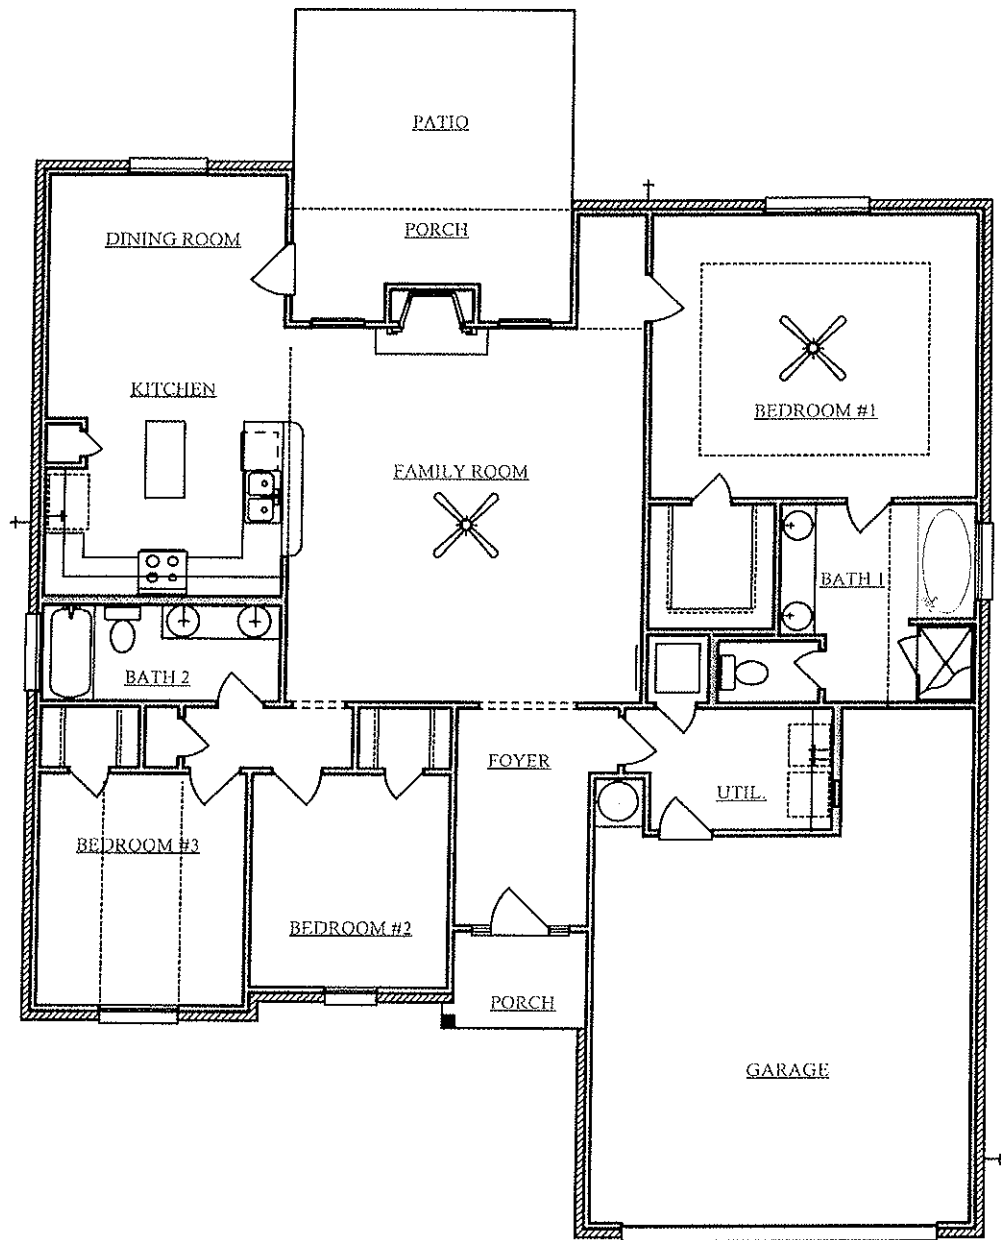 PATIO
PORCH
DINING ROOM
KITCHEN
BEDROOM #1
FAMILY ROOM
BATH 1
BATH 2
FOYER
UTIL.
BEDROOM #3
BEDROOM #2
PORCH
GARAGE